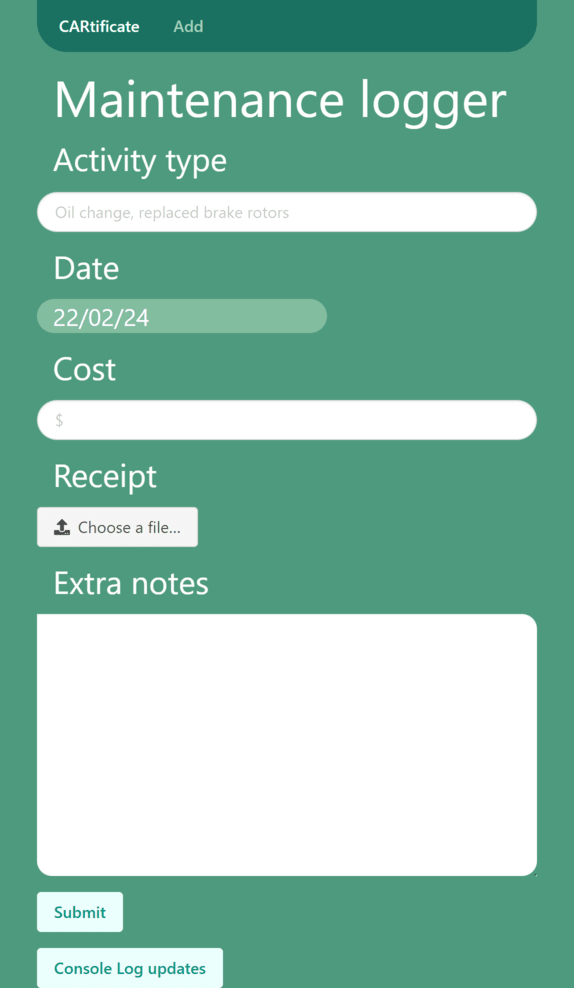 CARtificate Add
Maintenance logger
Activity type
Oil change, replaced brake rotors
Date
22/02/24
Cost
$
Receipt
Choose a file...
Extra notes
Submit
Console Log updates